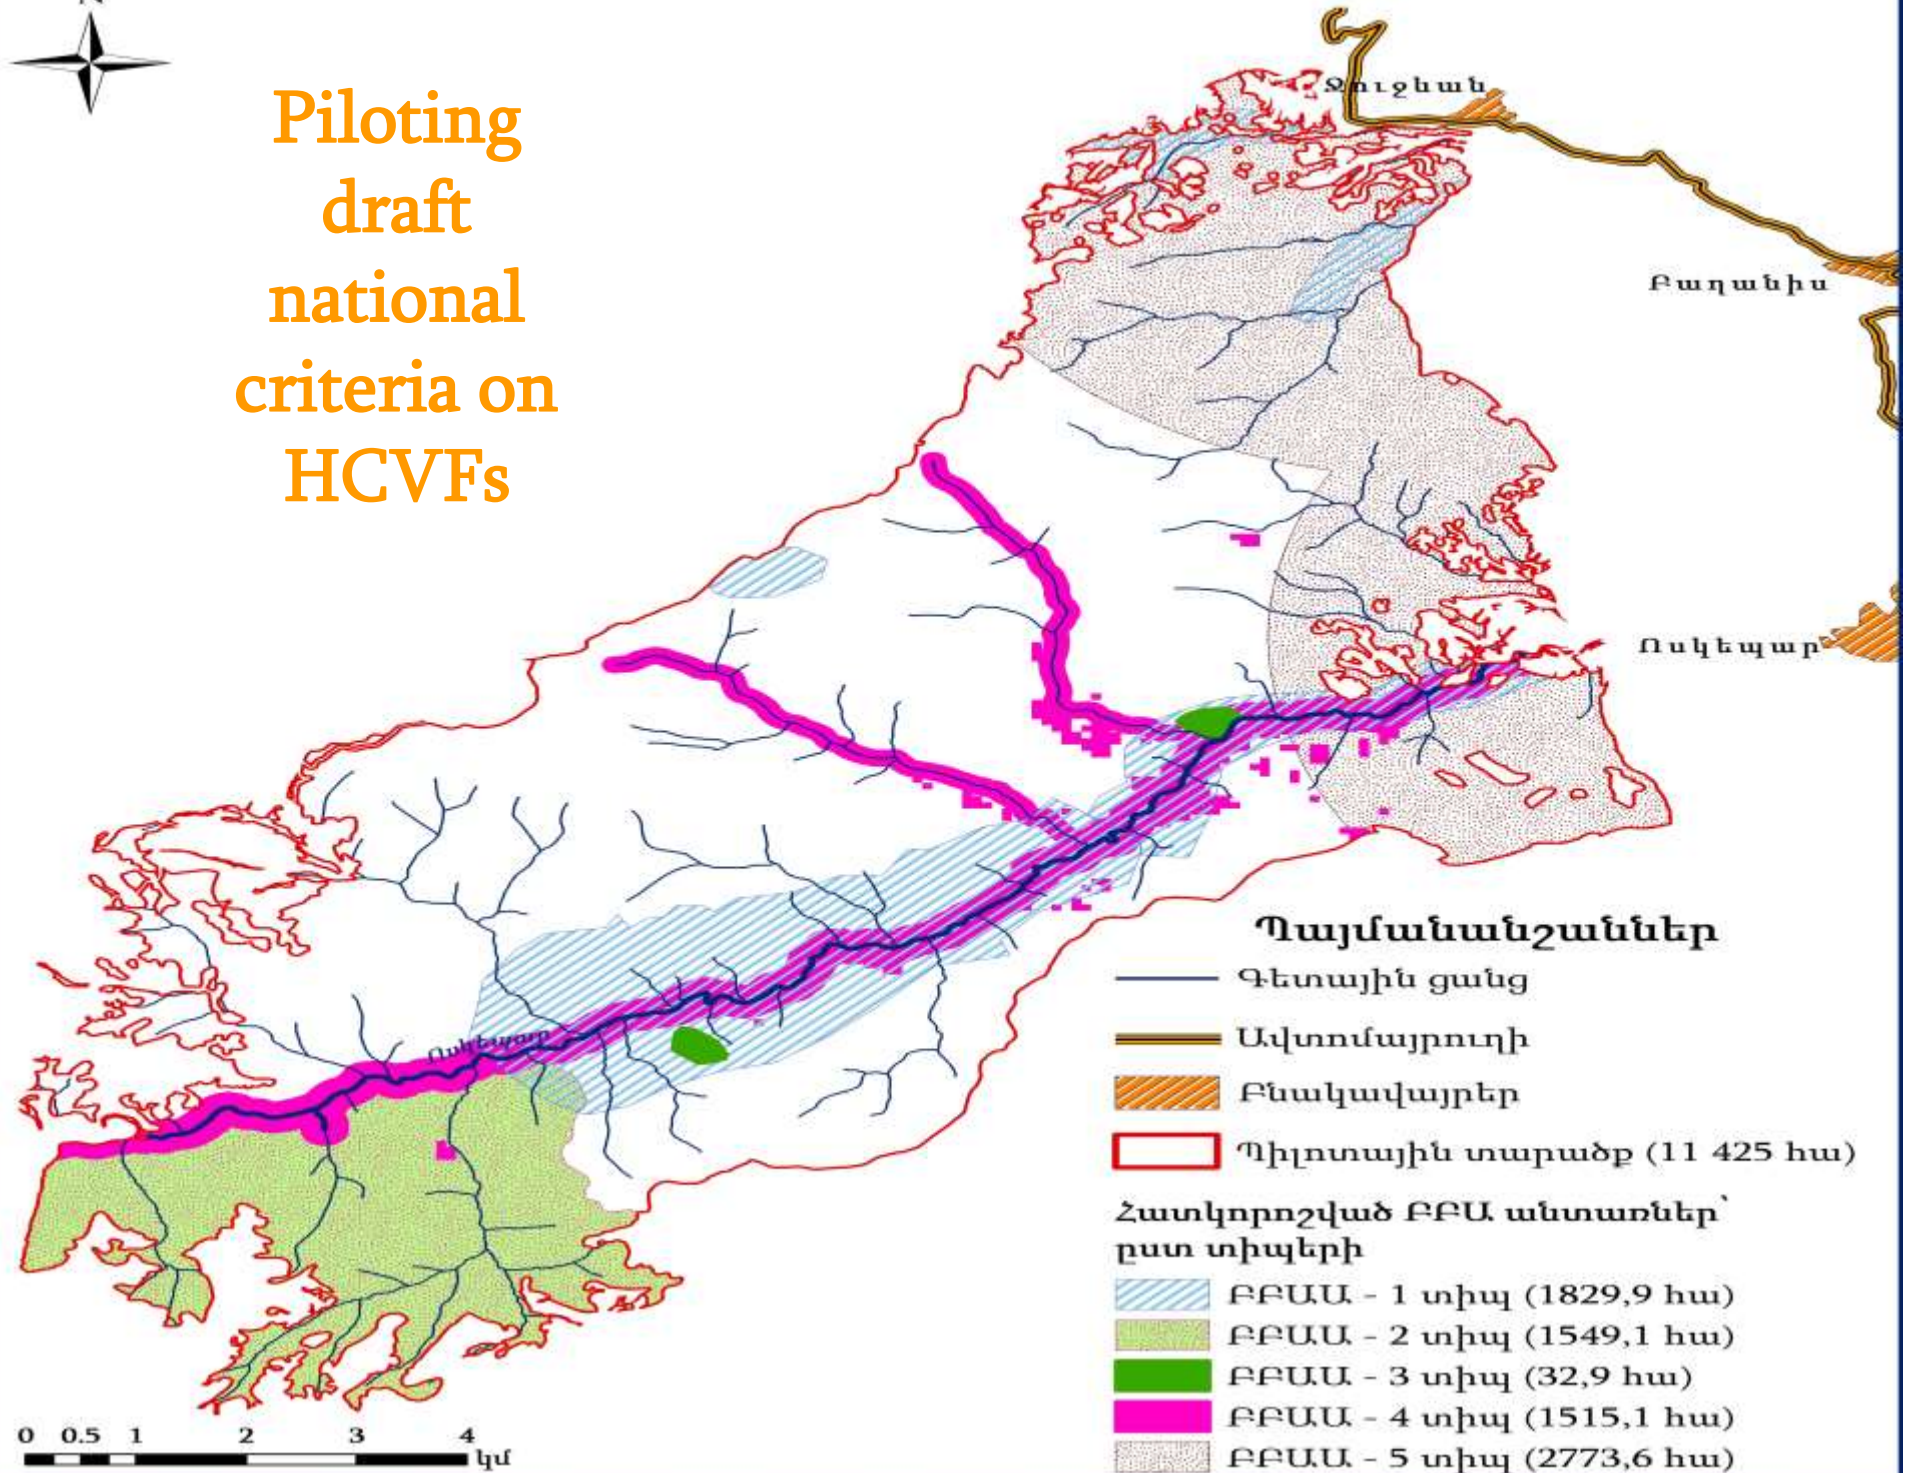 Piloting
draft
national
criteria on
HCVFs
Ջուջևան
Բաղանիս
Ոսկեպար
Ոսկեպար
Պայմանանշաններ
Գետային ցանց
Ավտոմայրուղի
Բնակավայրեր
Պիլոտային տարածք (11 425 հա)
Հատկորոշված ԲԲԱ անտառներ՝
ըստ տիպերի
ԲԲԱԱ - 1 տիպ (1829,9 հա)
ԲԲԱԱ - 2 տիպ (1549,1 հա)
ԲԲԱԱ - 3 տիպ (32,9 հա)
ԲԲԱԱ - 4 տիպ (1515,1 հա)
ԲԲԱԱ - 5 տիպ (2773,6 հա)
0 0.5 1 2 3 4
կմ